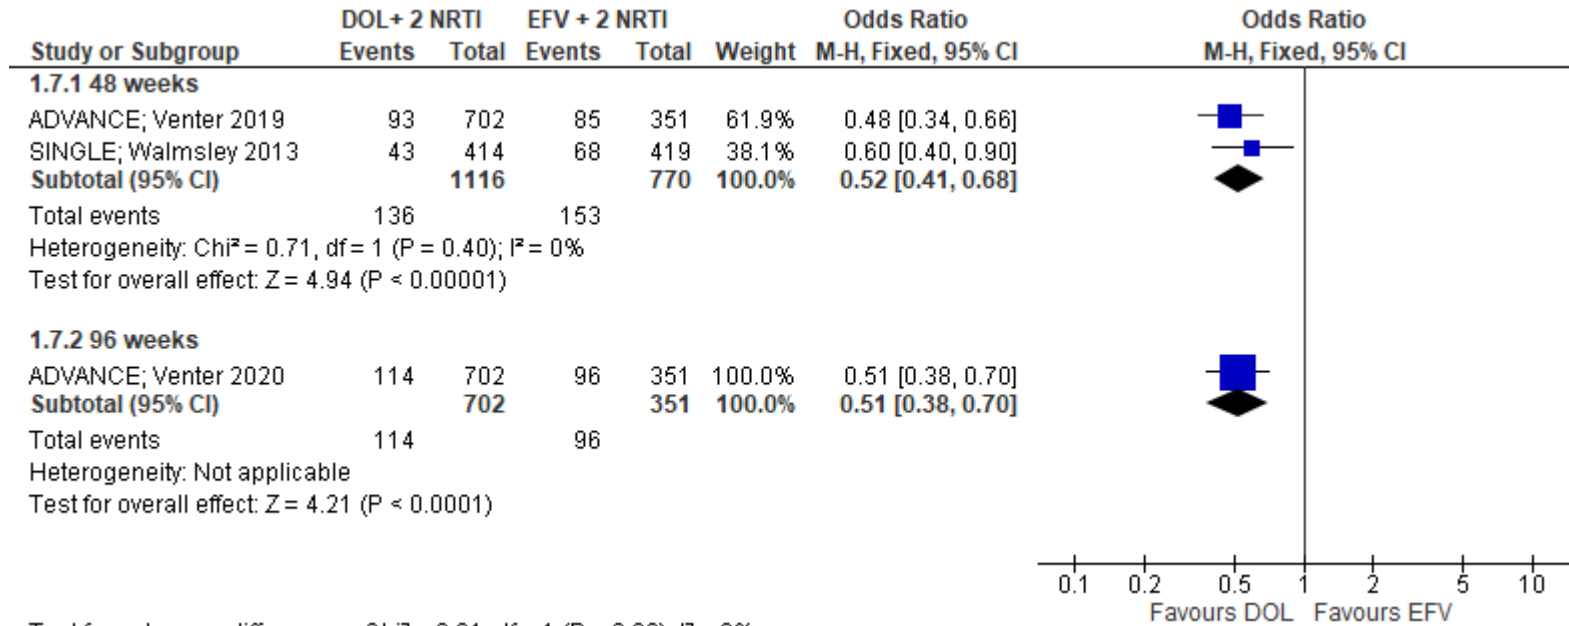 DOL+ 2 NRTI EFV + 2 NRTI Odds Ratio Odds Ratio
Study or Subgroup Events Total Events Total Weight M-H, Fixed, 95% CI M-H, Fixed, 95% CI
1.7.1 48 weeks
ADVANCE; Venter 2019 93 702 85 351 61.9% 0.48 [0.34, 0.66]
SINGLE; Walmsley 2013 43 414 68 419 38.1% 0.60 [0.40, 0.90]
Subtotal (95% CI) 1116 770 100.0% 0.52 [0.41, 0.68]
Total events 136 153
Heterogeneity: Chi² = 0.71, df = 1 (P = 0.40); I² = 0%
Test for overall effect: Z = 4.94 (P < 0.00001)
1.7.2 96 weeks
ADVANCE; Venter 2020 114 702 96 351 100.0% 0.51 [0.38, 0.70]
Subtotal (95% CI) 702 351 100.0% 0.51 [0.38, 0.70]
Total events 114 96
Heterogeneity: Not applicable
Test for overall effect: Z = 4.21 (P < 0.0001)
0.1 0.2 0.5 1 2 5 10
Favours DOL Favours EFV